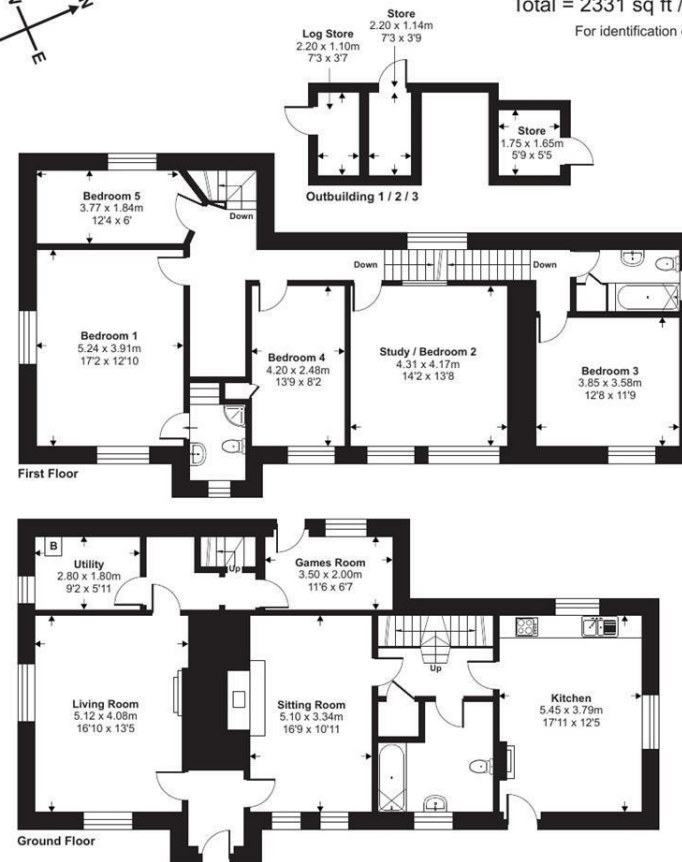 Total = 2331 sq ft /
For identification
N
E
Log Store
2.20 x 1.10m
7'3 x 3'7
Store
2.20 x 1.14m
7'3 x 3'9
Store
1.75 x 1.65m
5'9 x 5'5
Outbuilding 1 / 2 / 3
Bedroom 5
3.77 x 1.84m
12'4 x 6'
Down
Down
Down
Bedroom 1
5.24 x 3.91m
17'2 x 12'10
Bedroom 4
4.20 x 2.48m
13'9 x 8'2
Study / Bedroom 2
4.31 x 4.17m
14'2 x 13'8
Bedroom 3
3.85 x 3.58m
12'8 x 11'9
First Floor
B
Utility
2.80 x 1.80m
9'2 x 5'11
Up
Games Room
3.50 x 2.00m
11'6 x 6'7
Up
Living Room
5.12 x 4.08m
16'10 x 13'5
Sitting Room
5.10 x 3.34m
16'9 x 10'11
Kitchen
5.45 x 3.79m
17'11 x 12'5
Ground Floor